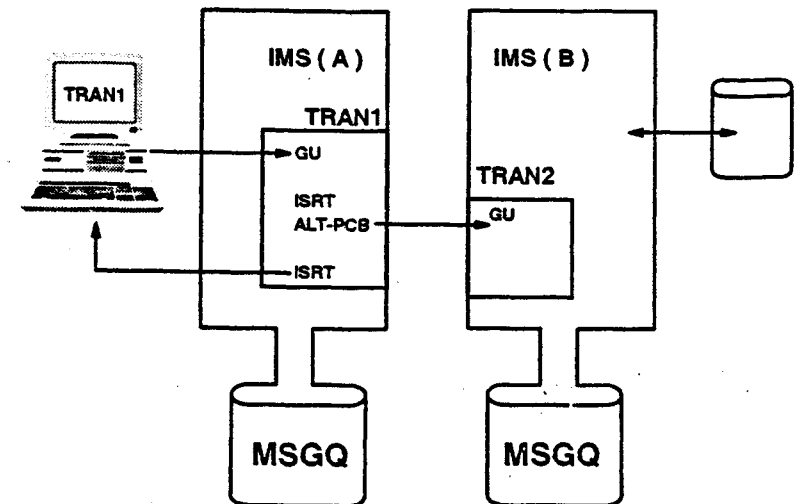 IMS ( A )
IMS ( B )
TRAN1
TRAN1
GU
TRAN2
ISRT
ALT-PCB
GU
ISRT
MSGQ
MSGQ